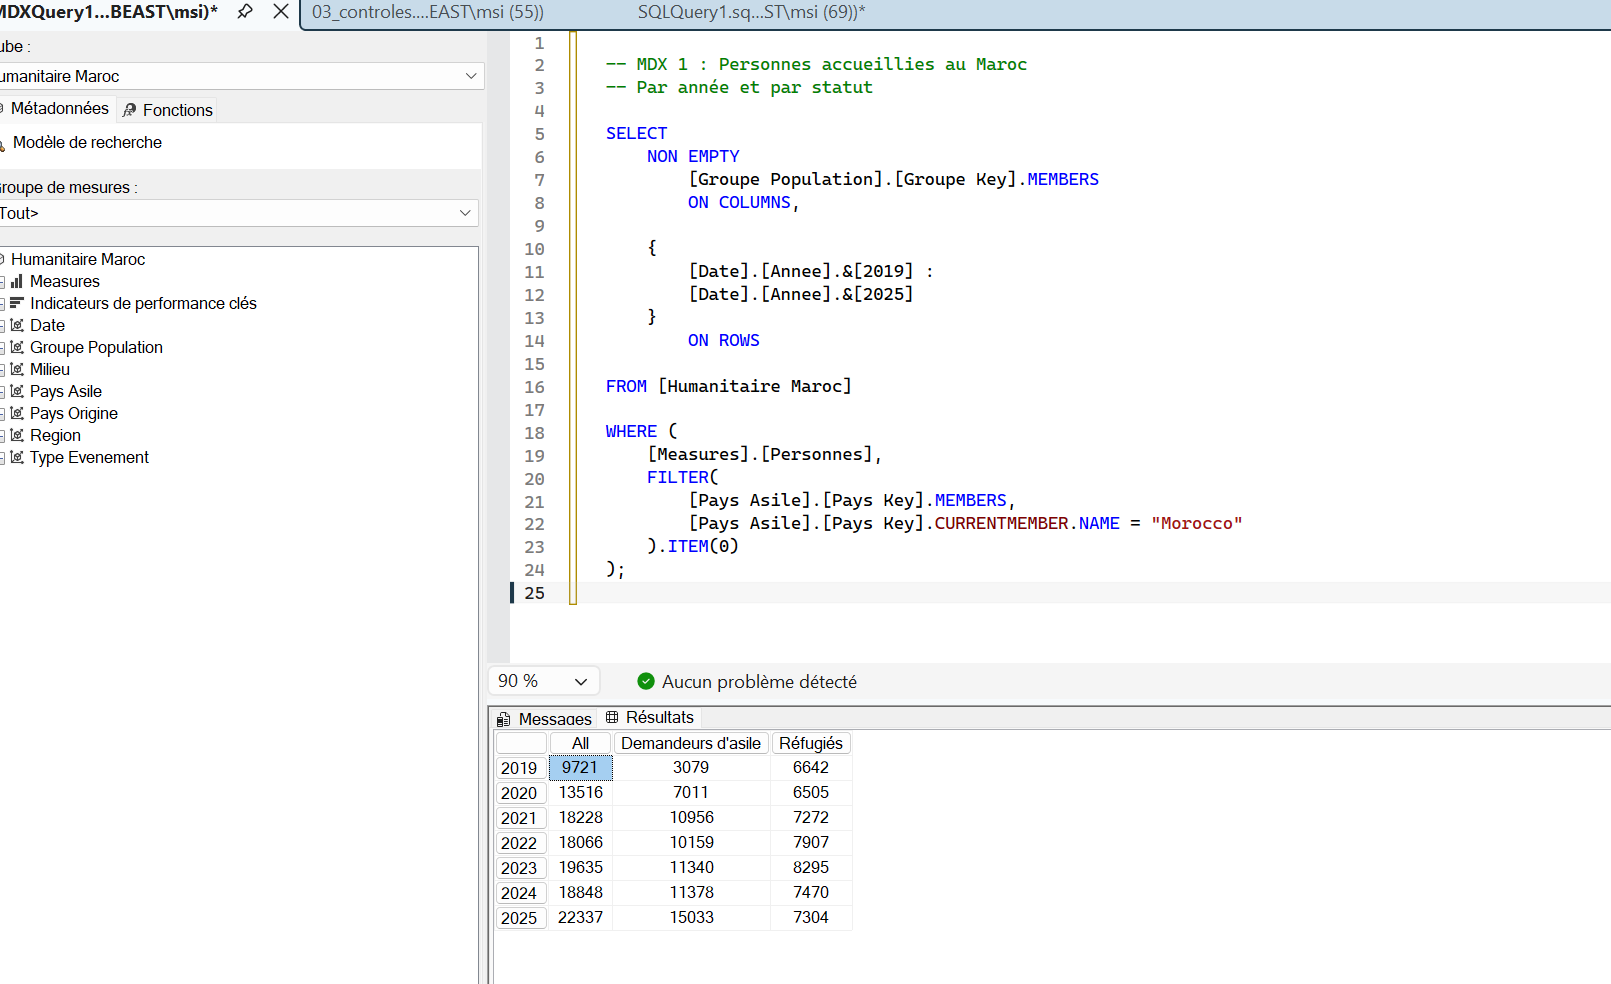 MDXQuery1...BEAST\msi)*
03_controles....EAST\msi (55))
SQLQuery1.sq...ST\msi (69))*
ube :
umanitaire Maroc
Métadonnées
Fonctions
Modèle de recherche
roupe de mesures :
Tout>
Humanitaire Maroc
Measures
Indicateurs de performance clés
Date
Groupe Population
Milieu
Pays Asile
Pays Origine
Region
Type Evenement
1
2 -- MDX 1 : Personnes accueillies au Maroc
3 -- Par année et par statut
4
5 SELECT
6 NON EMPTY
7 [Groupe Population].[Groupe Key].MEMBERS
8 ON COLUMNS,
9
10 {
11 [Date].[Annee].&[2019] :
12 [Date].[Annee].&[2025]
13 }
14 ON ROWS
15
16 FROM [Humanitaire Maroc]
17
18 WHERE (
19 [Measures].[Personnes],
20 FILTER(
21 [Pays Asile].[Pays Key].MEMBERS,
22 [Pays Asile].[Pays Key].CURRENTMEMBER.NAME = "Morocco"
23 ).ITEM(0)
24 );
25
90 %
Aucun problème détecté
Messages
Résultats
All Demandeurs d'asile Réfugiés
2019 9721 3079 6642
2020 13516 7011 6505
2021 18228 10956 7272
2022 18066 10159 7907
2023 19635 11340 8295
2024 18848 11378 7470
2025 22337 15033 7304